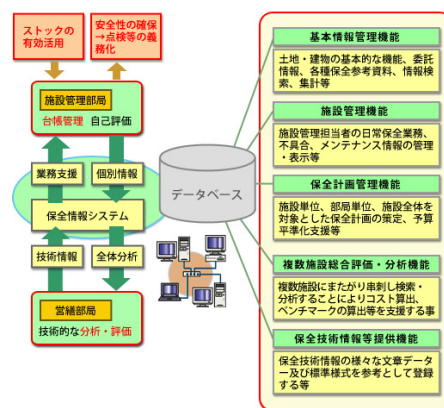 ストックの
有効活用
安全性の確保
→点検等の義
務化
施設管理部局
台帳管理 自己評価
業務支援
個別情報
保全情報システム
技術情報
全体分析
営繕部局
技術的な分析・評価
データベース
基本情報管理機能
土地・建物の基本的な機能、委託
情報、各種保全参考資料、情報検
索、集計等
施設管理機能
施設管理担当者の日常保全業務、
不具合、メンテナンス情報の管理
・表示等
保全計画管理機能
施設単位、部局単位、施設全体を
対象とした保全計画の策定、予算
平準化支援等
複数施設総合評価・分析機能
複数施設にまたがり串刺し検索・
分析することによりコスト算出、
ベンチマークの算出等を支援する事
保全技術情報等提供機能
保全技術情報の様々な文章データ
ー及び標準様式を参考として登録
する等